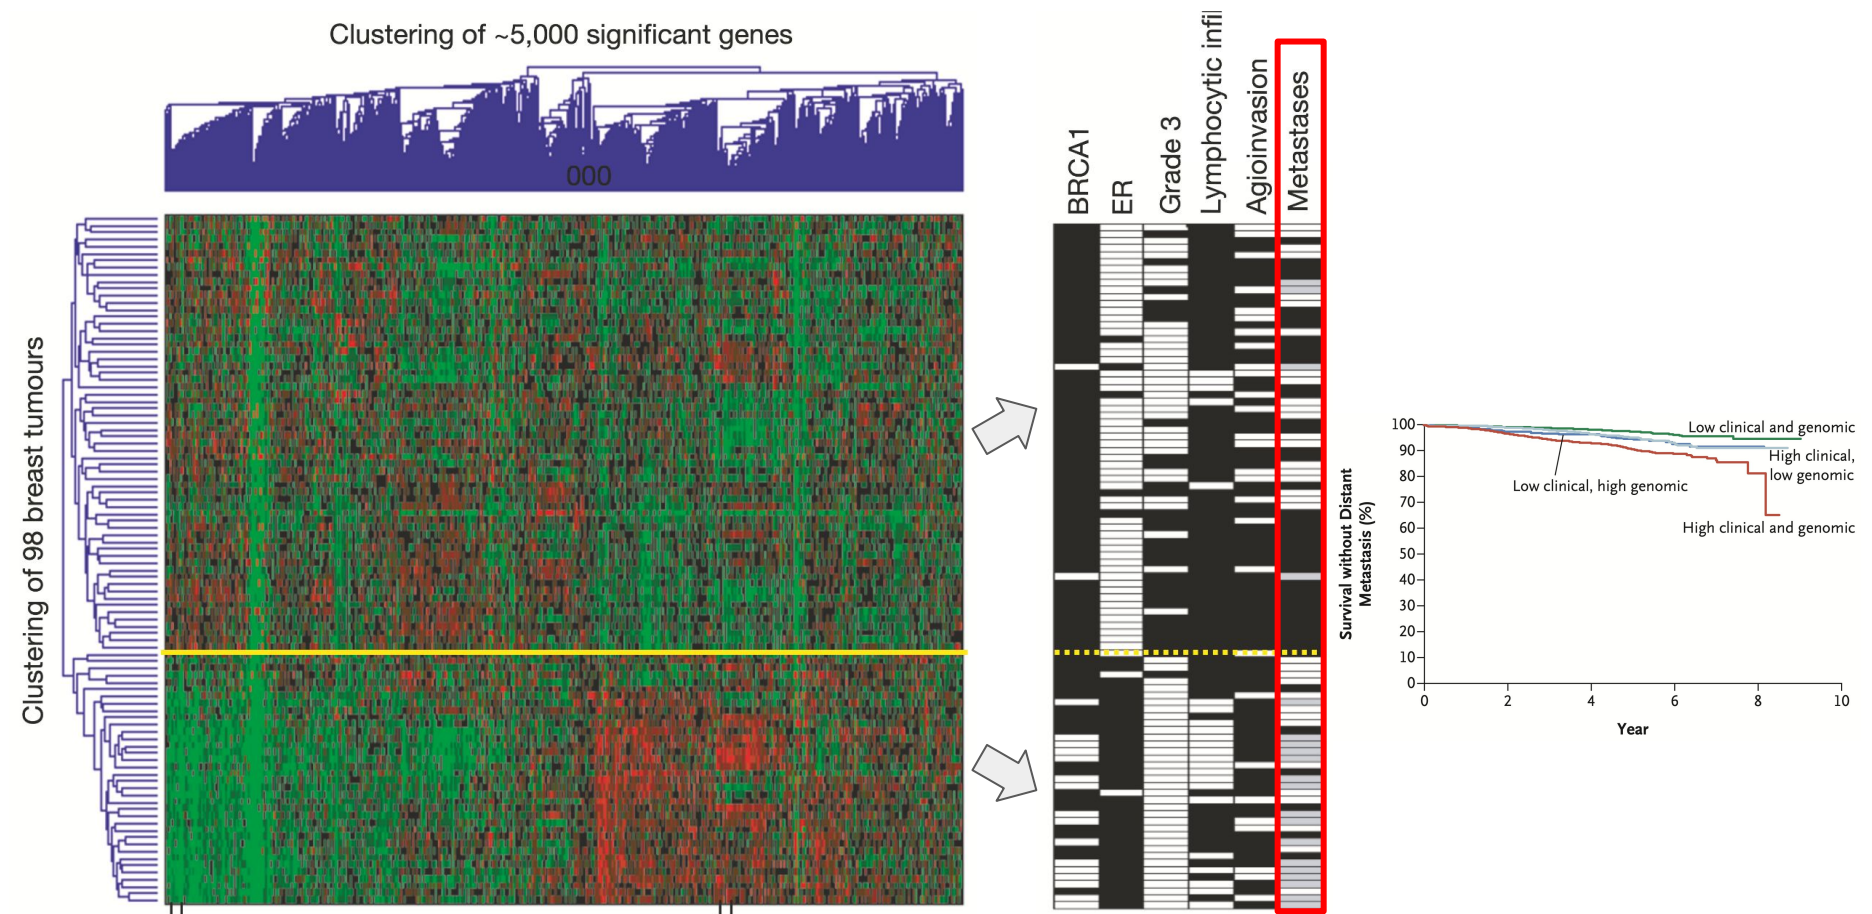 Clustering of ~5,000 significant genes
000
Clustering of 98 breast tumours
BRCA1
ER
Grade 3
Lymphocytic infil
Agioinvasion
Metastases
Survival without Distant
Metastasis (%)
100
90
80
70
60
50
40
30
20
10
0
Low clinical and genomic
High clinical,
low genomic
Low clinical, high genomic
High clinical and genomic
0 2 4 6 8 10
Year